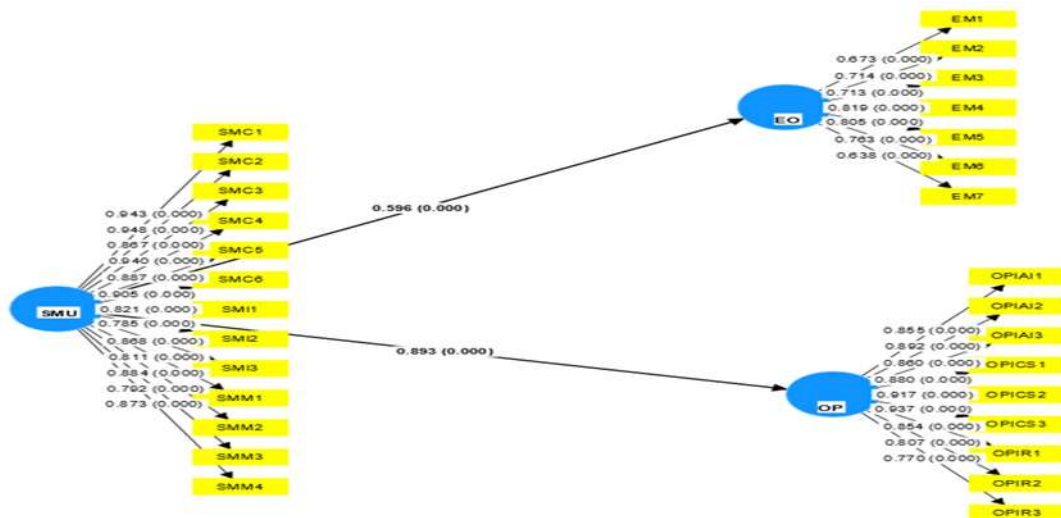 EM1
EM2
EM3
EM4
EM5
EM6
EM7
0.673 (0.000)
0.714 (0.000)
0.713 (0.000)
0.819 (0.000)
0.805 (0.000)
0.763 (0.000)
0.638 (0.000)
EO
SMC1
SMC2
SMC3
SMC4
SMC5
SMC6
SMI1
SMI2
SMI3
SMM1
SMM2
SMM3
SMM4
0.943 (0.000)
0.948 (0.000)
0.867 (0.000)
0.940 (0.000)
0.887 (0.000)
0.905 (0.000)
0.821 (0.000)
0.785 (0.000)
0.868 (0.000)
0.811 (0.000)
0.884 (0.000)
0.792 (0.000)
0.873 (0.000)
SMU
0.596 (0.000)
0.893 (0.000)
OPIAI1
OPIAI2
OPIAI3
OPICS1
OPICS2
OPICS3
OPIR1
OPIR2
OPIR3
0.855 (0.000)
0.892 (0.000)
0.860 (0.000)
0.880 (0.000)
0.917 (0.000)
0.937 (0.000)
0.854 (0.000)
0.807 (0.000)
0.770 (0.000)
OP